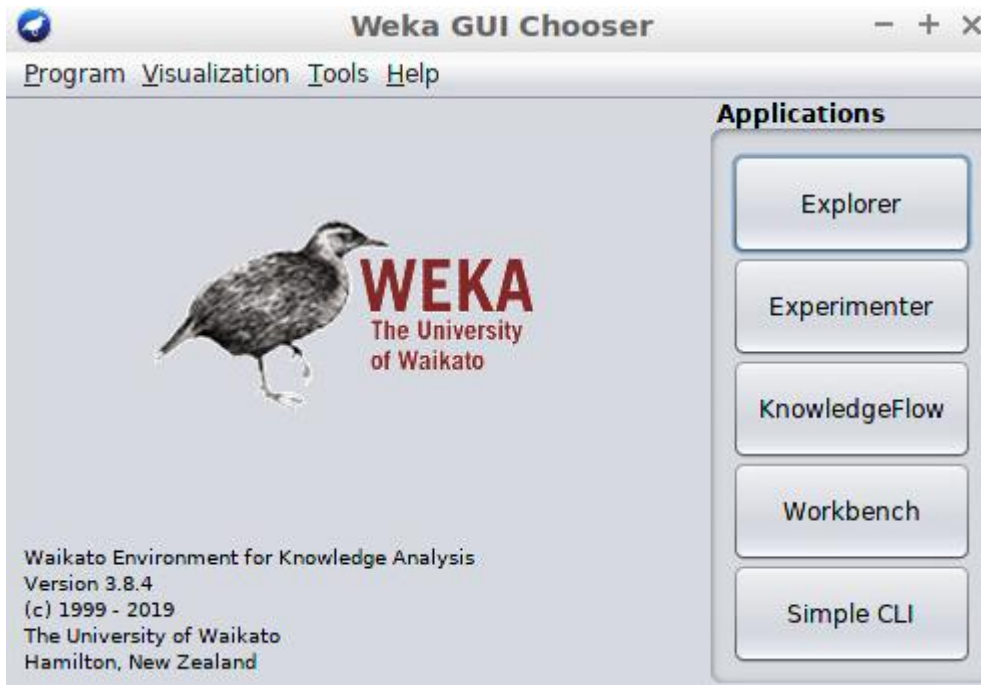 Weka GUI Chooser
Program Visualization Tools Help
Applications
Explorer
Experimenter
KnowledgeFlow
Workbench
Simple CLI
WEKA
The University
of Waikato
Waikato Environment for Knowledge Analysis
Version 3.8.4
(c) 1999 - 2019
The University of Waikato
Hamilton, New Zealand